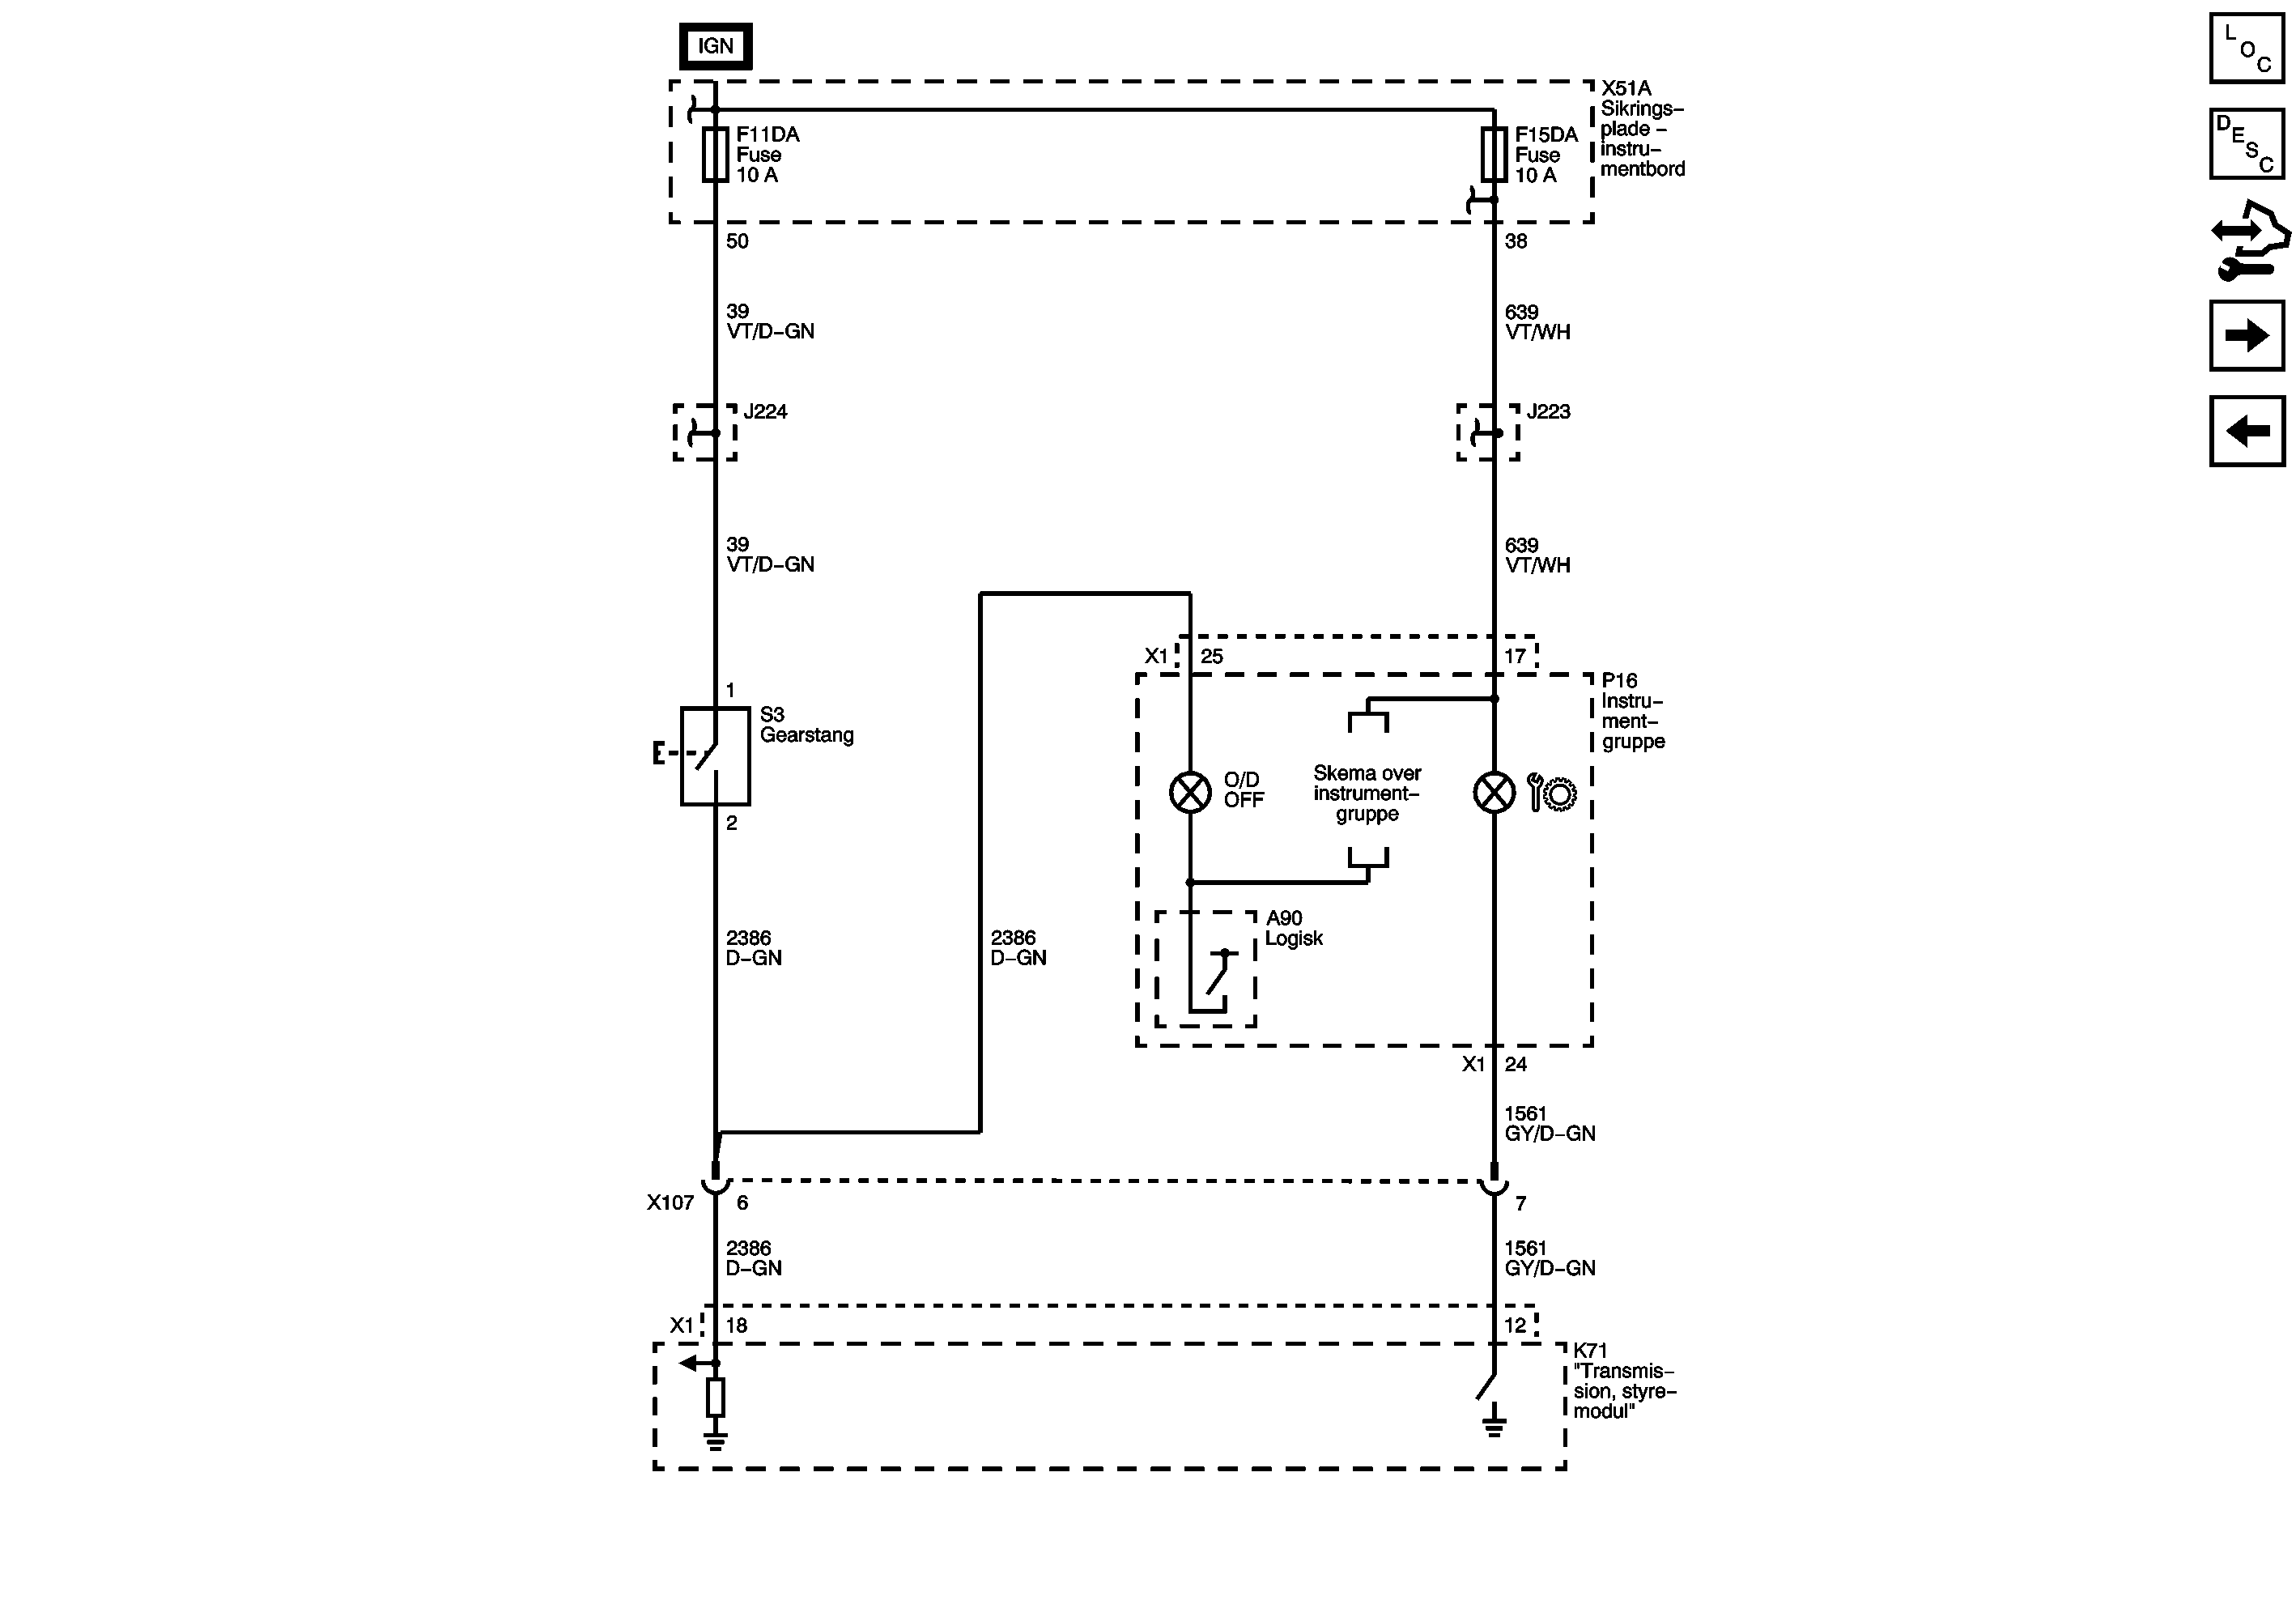 IGN
L
O
C
X51A
Sikrings–
plade –
instru–
mentbord
F11DA
Fuse
10 A
F15DA
Fuse
10 A
D
E
S
C
50
38
39
VT/D–GN
639
VT/WH
J224
J223
39
VT/D–GN
639
VT/WH
X1
25
17
1
S3
Gearstang
2
P16
Instru–
ment–
gruppe
O/D
OFF
Skema over
instrument–
gruppe
A90
Logisk
2386
D–GN
2386
D–GN
X1
24
1561
GY/D–GN
X107
6
7
2386
D–GN
1561
GY/D–GN
X1
18
12
K71
"Transmis–
sion, styre–
modul"